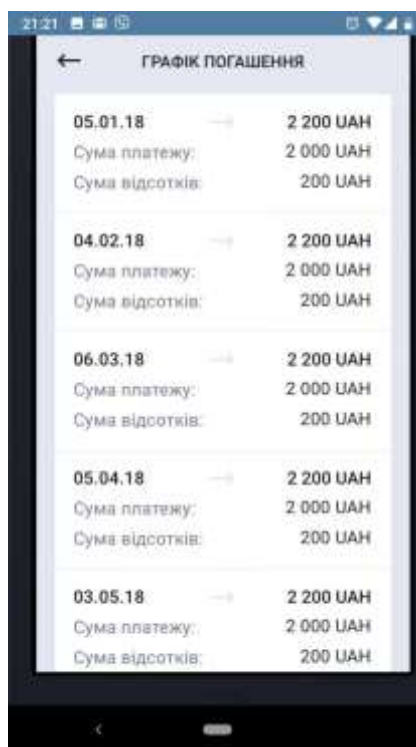 21:21
ГРАФІК ПОГАШЕННЯ
05.01.18 → 2 200 UAH
Сума платежу: 2 000 UAH
Сума відсотків: 200 UAH
04.02.18 → 2 200 UAH
Сума платежу: 2 000 UAH
Сума відсотків: 200 UAH
06.03.18 → 2 200 UAH
Сума платежу: 2 000 UAH
Сума відсотків: 200 UAH
05.04.18 → 2 200 UAH
Сума платежу: 2 000 UAH
Сума відсотків: 200 UAH
03.05.18 → 2 200 UAH
Сума платежу: 2 000 UAH
Сума відсотків: 200 UAH